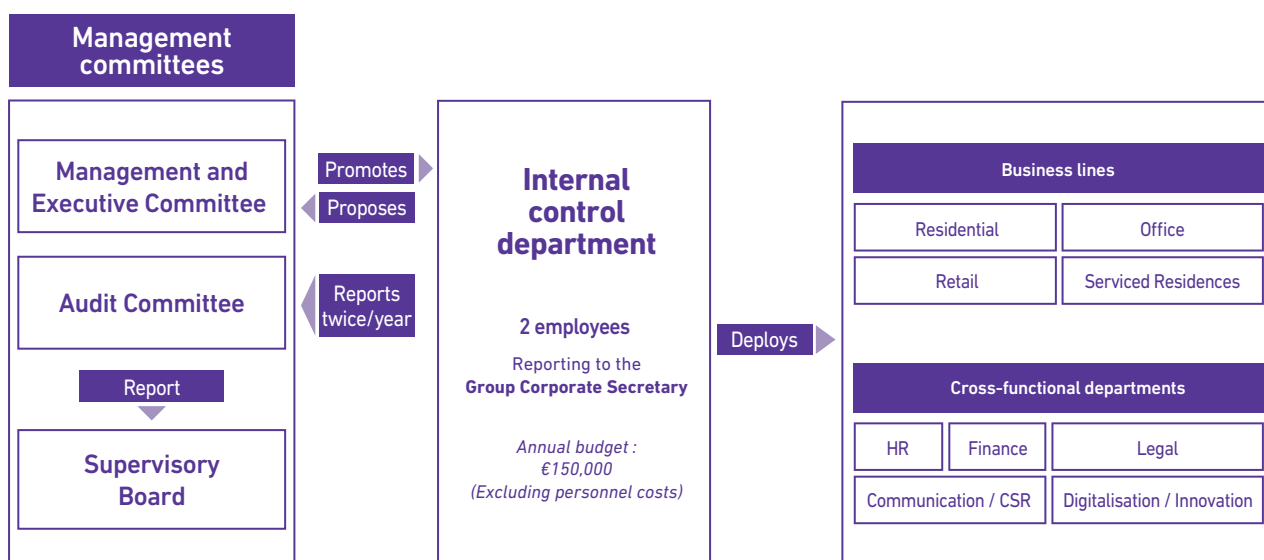 Management
committees
Management and
Executive Committee
Audit Committee
Report
Supervisory
Board
Promotes
Proposes
Reports
twice/year
Internal
control
department
2 employees
Reporting to the
Group Corporate Secretary
Annual budget :
€150,000
(Excluding personnel costs)
Deploys
Business lines
Residential
Office
Retail
Serviced Residences
Cross-functional departments
HR
Finance
Legal
Communication / CSR
Digitalisation / Innovation